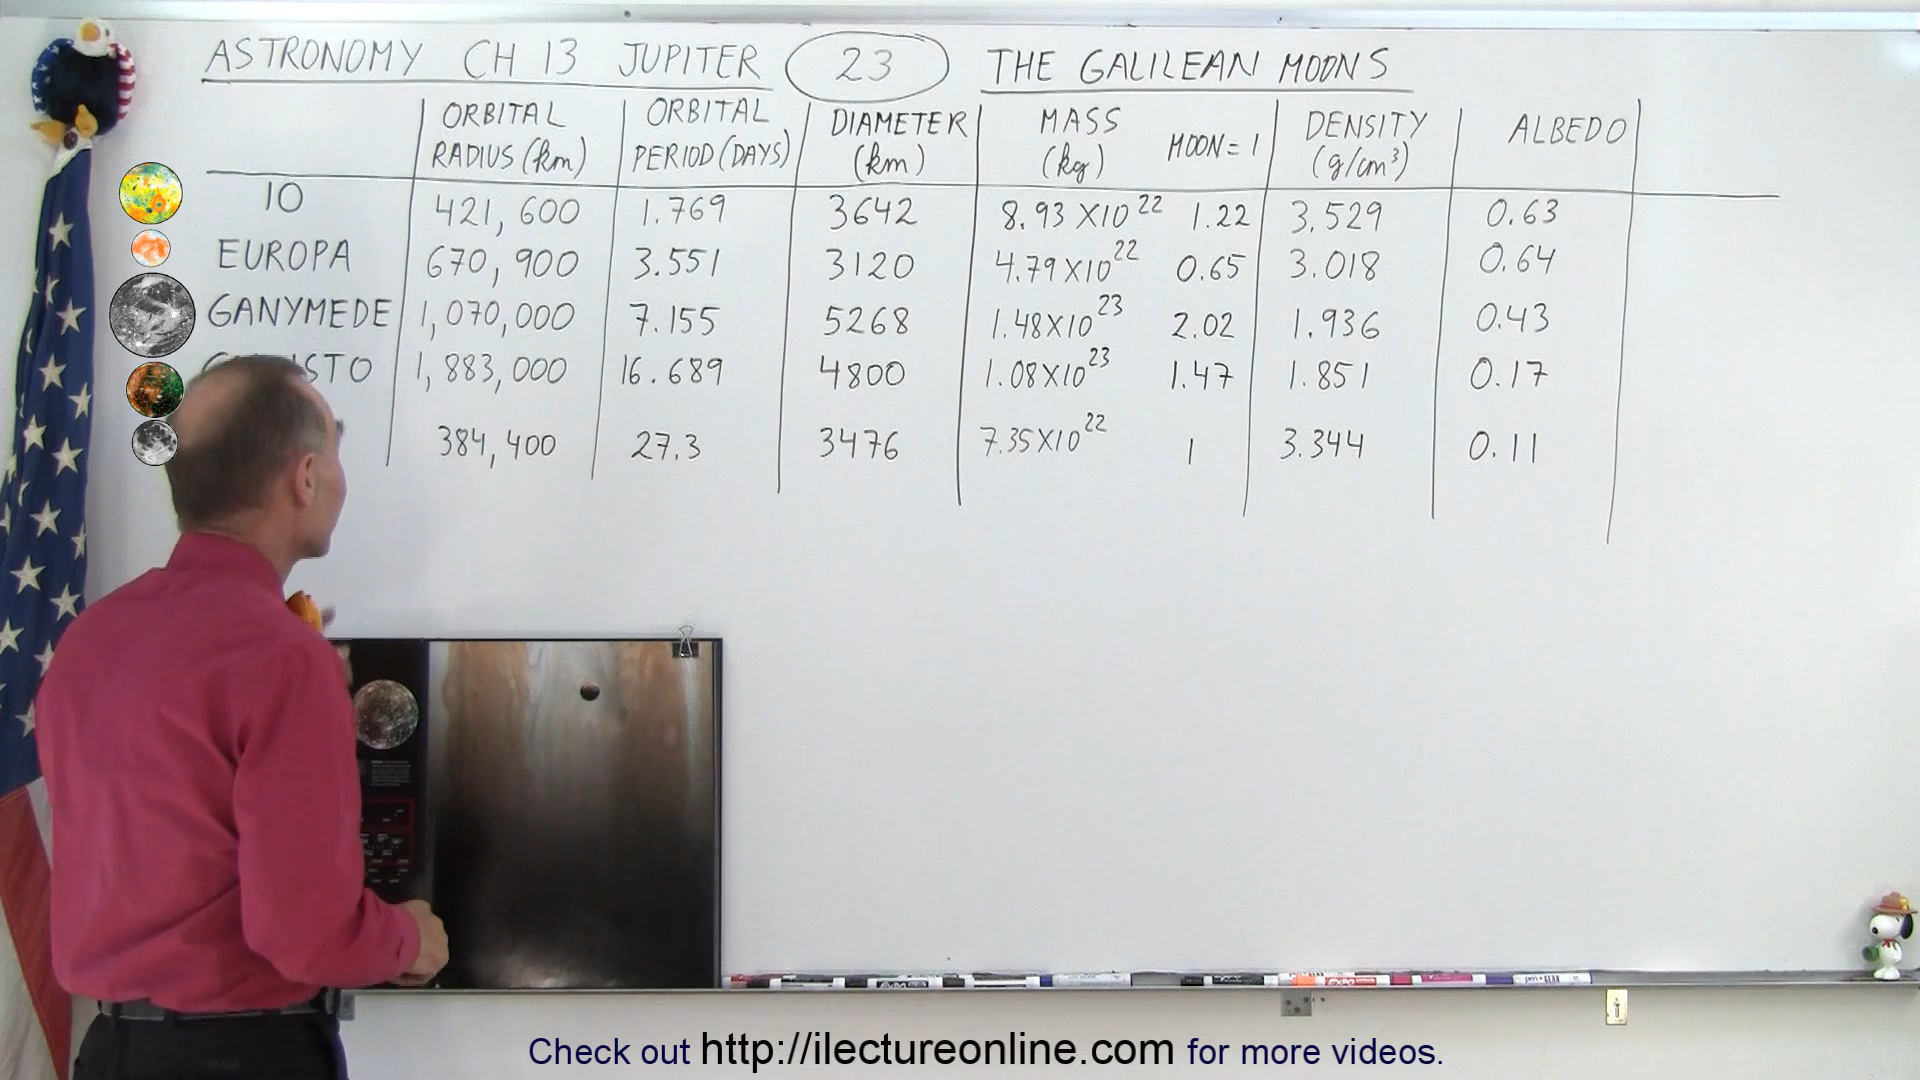 ASTRONOMY CH 13 JUPITER 23 THE GALILEAN MOONS
ORBITAL RADIUS (km) ORBITAL PERIOD (DAYS) DIAMETER (km) MASS (kg) MOON = 1 DENSITY (g/cm³) ALBEDO
IO 421,600 1.769 3642 8.93 X10²² 1.22 3.529 0.63
EUROPA 670,900 3.551 3120 4.79X10²² 0.65 3.018 0.64
GANYMEDE 1,070,000 7.155 5268 1.48X10²³ 2.02 1.936 0.43
1,883,000 16.689 4800 1.08X10²³ 1.47 1.851 0.17
384,400 27.3 3476 7.35X10²² 1 3.344 0.11
Check out http://ilectureonline.com for more videos.